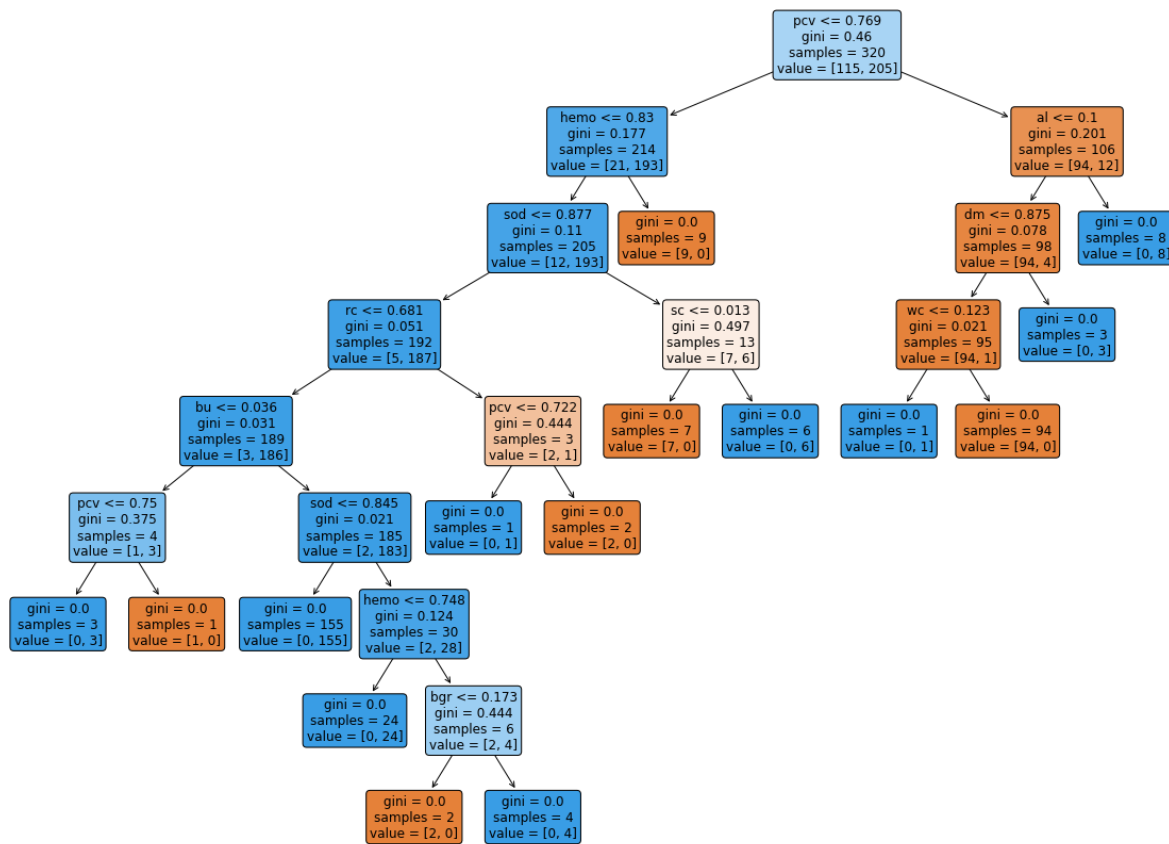 pcv <= 0.769
gini = 0.46
samples = 320
value = [115, 205]
hemo <= 0.83
gini = 0.177
samples = 214
value = [21, 193]
al <= 0.1
gini = 0.201
samples = 106
value = [94, 12]
sod <= 0.877
gini = 0.11
samples = 205
value = [12, 193]
gini = 0.0
samples = 9
value = [9, 0]
dm <= 0.875
gini = 0.078
samples = 98
value = [94, 4]
gini = 0.0
samples = 8
value = [0, 8]
rc <= 0.681
gini = 0.051
samples = 192
value = [5, 187]
sc <= 0.013
gini = 0.497
samples = 13
value = [7, 6]
wc <= 0.123
gini = 0.021
samples = 95
value = [94, 1]
gini = 0.0
samples = 3
value = [0, 3]
bu <= 0.036
gini = 0.031
samples = 189
value = [3, 186]
pcv <= 0.722
gini = 0.444
samples = 3
value = [2, 1]
gini = 0.0
samples = 7
value = [7, 0]
gini = 0.0
samples = 6
value = [0, 6]
gini = 0.0
samples = 1
value = [0, 1]
gini = 0.0
samples = 94
value = [94, 0]
pcv <= 0.75
gini = 0.375
samples = 4
value = [1, 3]
sod <= 0.845
gini = 0.021
samples = 185
value = [2, 183]
gini = 0.0
samples = 1
value = [0, 1]
gini = 0.0
samples = 2
value = [2, 0]
gini = 0.0
samples = 3
value = [0, 3]
gini = 0.0
samples = 1
value = [1, 0]
gini = 0.0
samples = 155
value = [0, 155]
hemo <= 0.748
gini = 0.124
samples = 30
value = [2, 28]
gini = 0.0
samples = 24
value = [0, 24]
bgr <= 0.173
gini = 0.444
samples = 6
value = [2, 4]
gini = 0.0
samples = 2
value = [2, 0]
gini = 0.0
samples = 4
value = [0, 4]